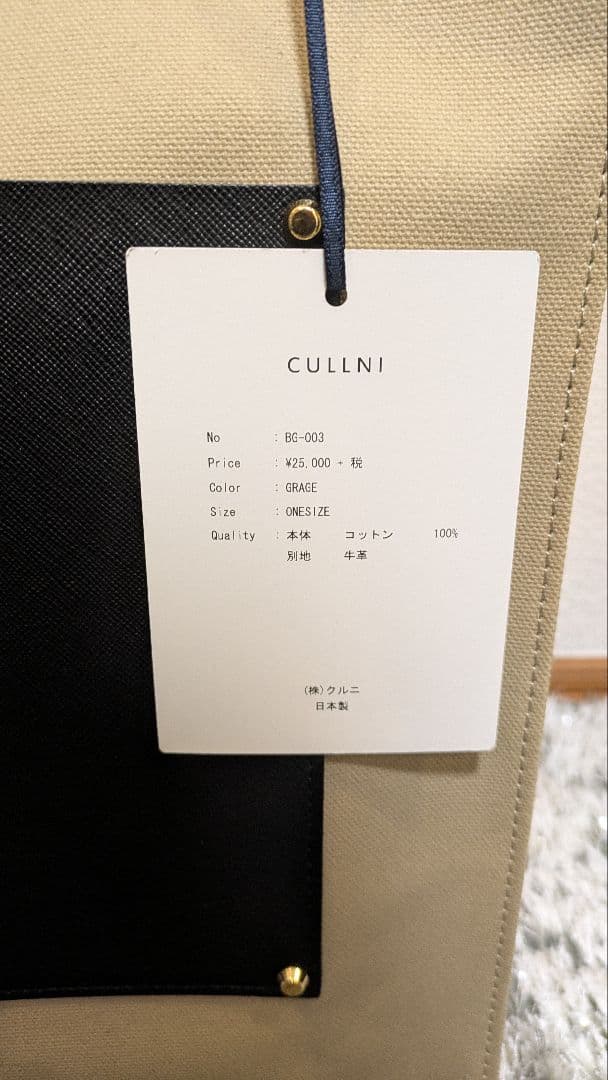 CULLNI
No : BG-003
Price : ¥25,000 + 税
Color : GRAGE
Size : ONESIZE
Quality : 本体 コットン 100%
別地 牛革
(株)クルニ
日本製